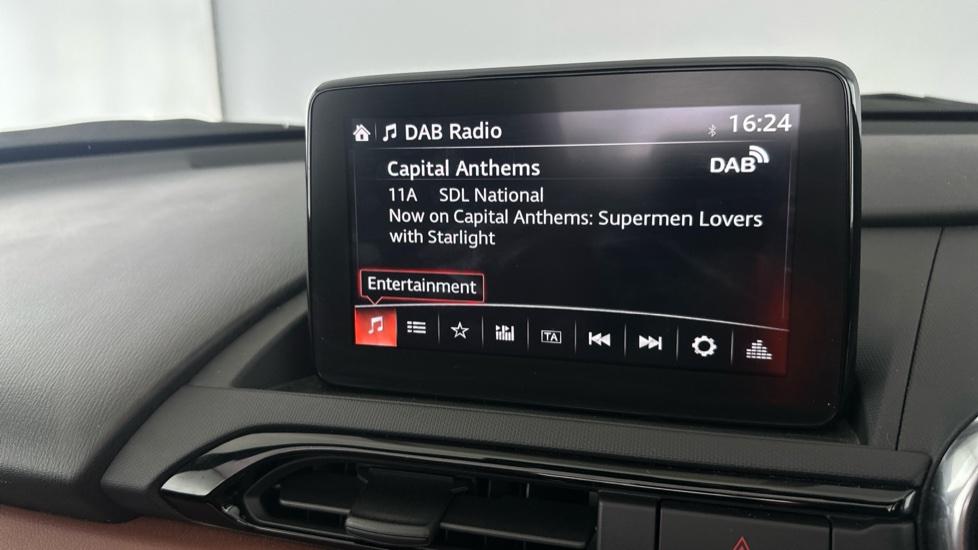 DAB Radio
16:24
Capital Anthems
DAB
11A SDL National
Now on Capital Anthems: Supermen Lovers
with Starlight
Entertainment
TA